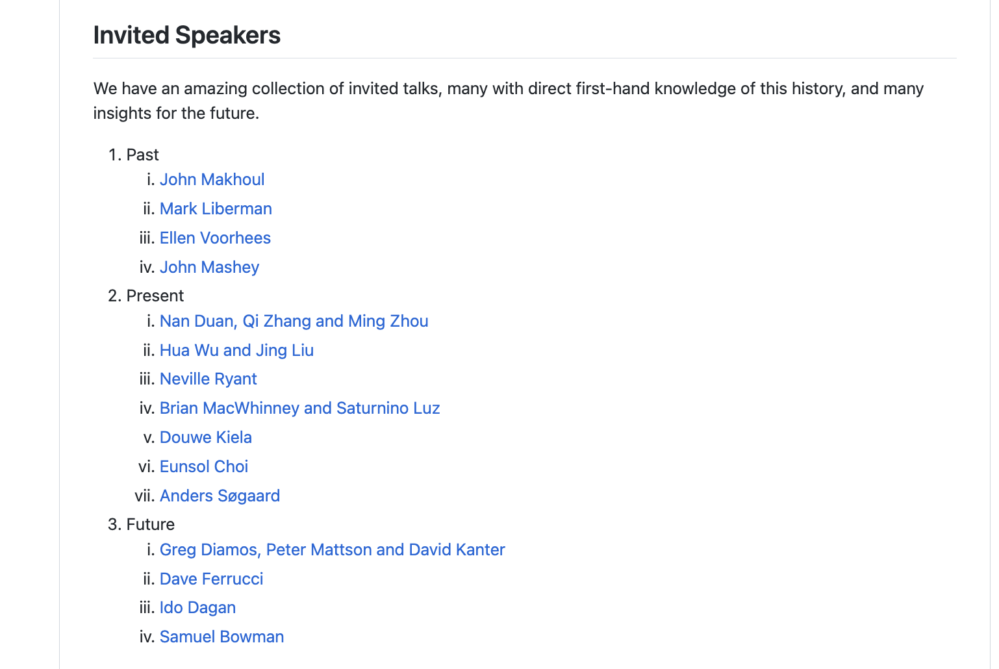 Invited Speakers
We have an amazing collection of invited talks, many with direct first-hand knowledge of this history, and many
insights for the future.
1. Past
i. John Makhoul
ii. Mark Liberman
iii. Ellen Voorhees
iv. John Mashey
2. Present
i. Nan Duan, Qi Zhang and Ming Zhou
ii. Hua Wu and Jing Liu
iii. Neville Ryant
iv. Brian MacWhinney and Saturnino Luz
v. Douwe Kiela
vi. Eunsol Choi
vii. Anders Søgaard
3. Future
i. Greg Diamos, Peter Mattson and David Kanter
ii. Dave Ferrucci
iii. Ido Dagan
iv. Samuel Bowman